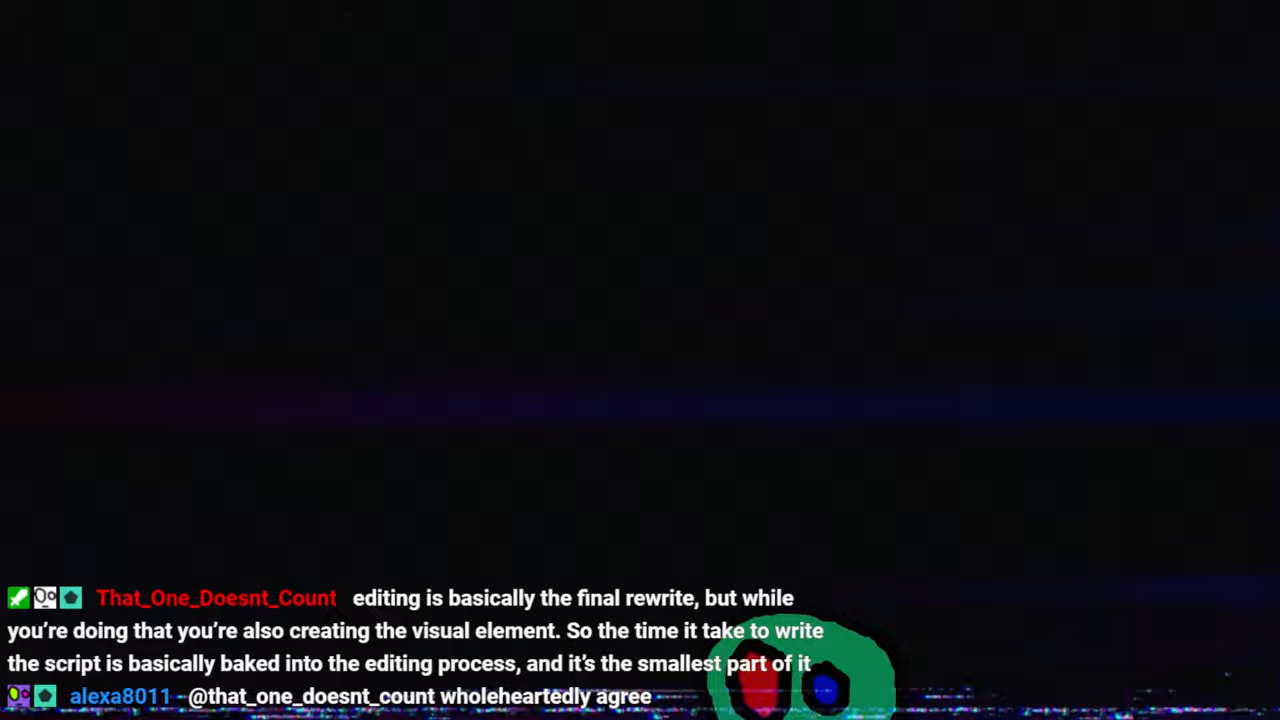 That_One_Doesnt_Count editing is basically the final rewrite, but while
you're doing that you're also creating the visual element. So the time it take to write
the script is basically baked into the editing process, and it's the smallest part of it
alexa8011 @that_one_doesnt_count wholeheartedly agree